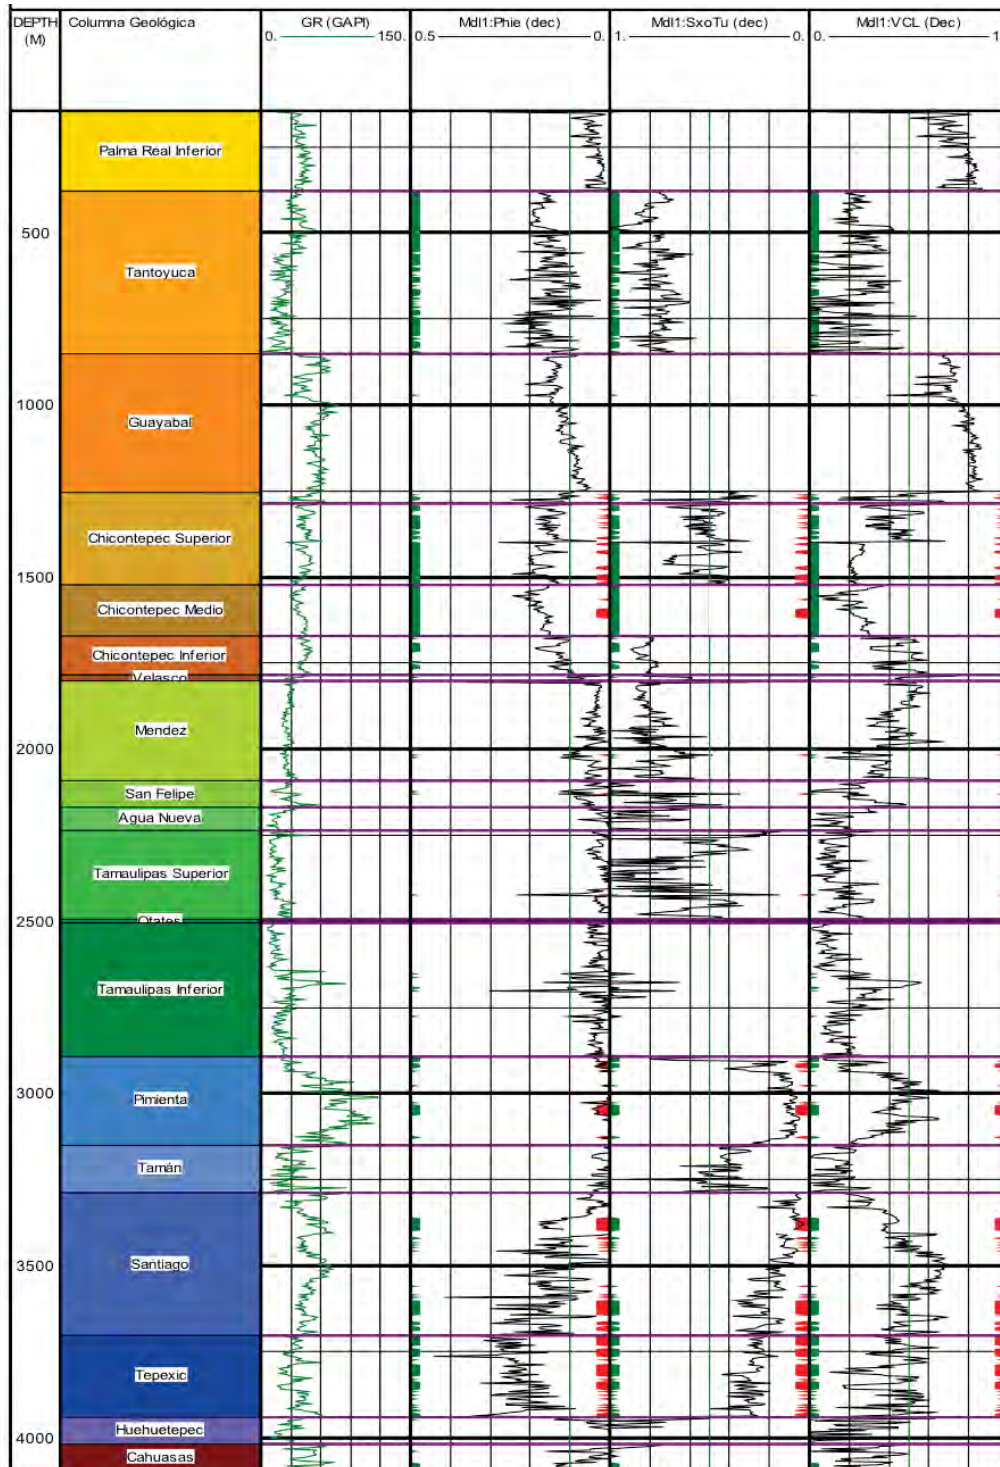 DEPTH Columna Geológica GR (GAPI) Mdl1:Phie (dec) Mdl1:SxoTu (dec) Mdl1:VCL (Dec)
(M) 0. 150. 0.5 0. 1. 0. 0. 1.
Palma Real Inferior
500
Tantoyuca
1000
Guayabal
Chicontepec Superior
1500
Chicontepec Medio
Chicontepec Inferior
Velasco
Mendez
2000
San Felipe
Agua Nueva
Tamaulipas Superior
Otates
2500
Tamaulipas Inferior
3000
Pimienta
Tamán
Santiago
3500
Tepexic
Huehuetepec
4000
Cahuasas